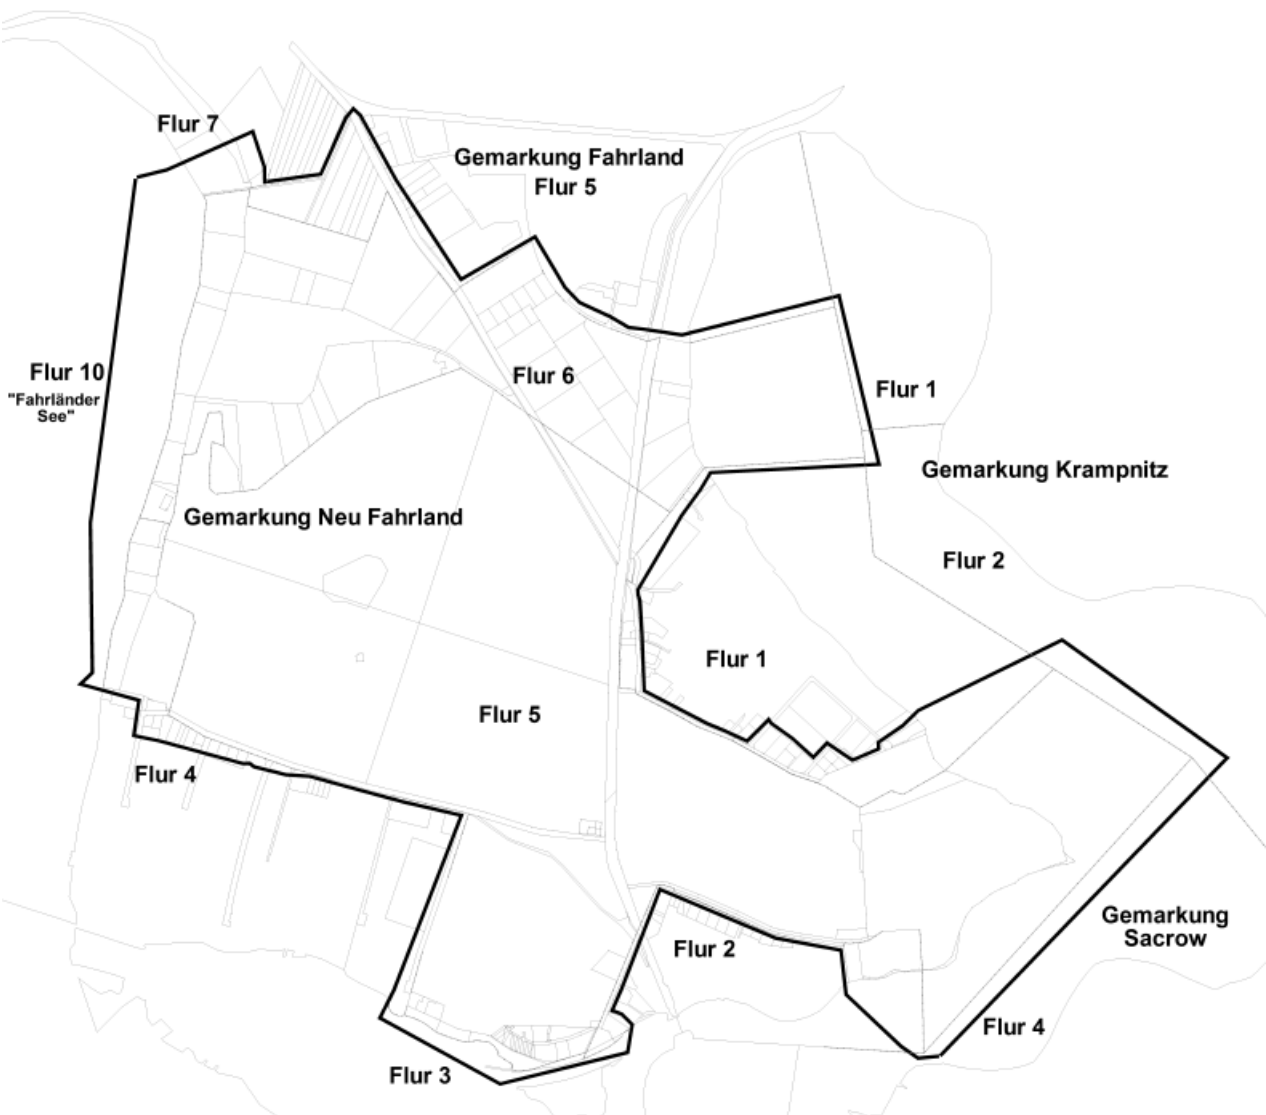 Flur 7
Gemarkung Fahrland
Flur 5
Flur 10
"Fahrländer
See"
Flur 6
Flur 1
Gemarkung Krampnitz
Gemarkung Neu Fahrland
Flur 2
Flur 1
Flur 5
Flur 4
Gemarkung
Sacrow
Flur 2
Flur 4
Flur 3